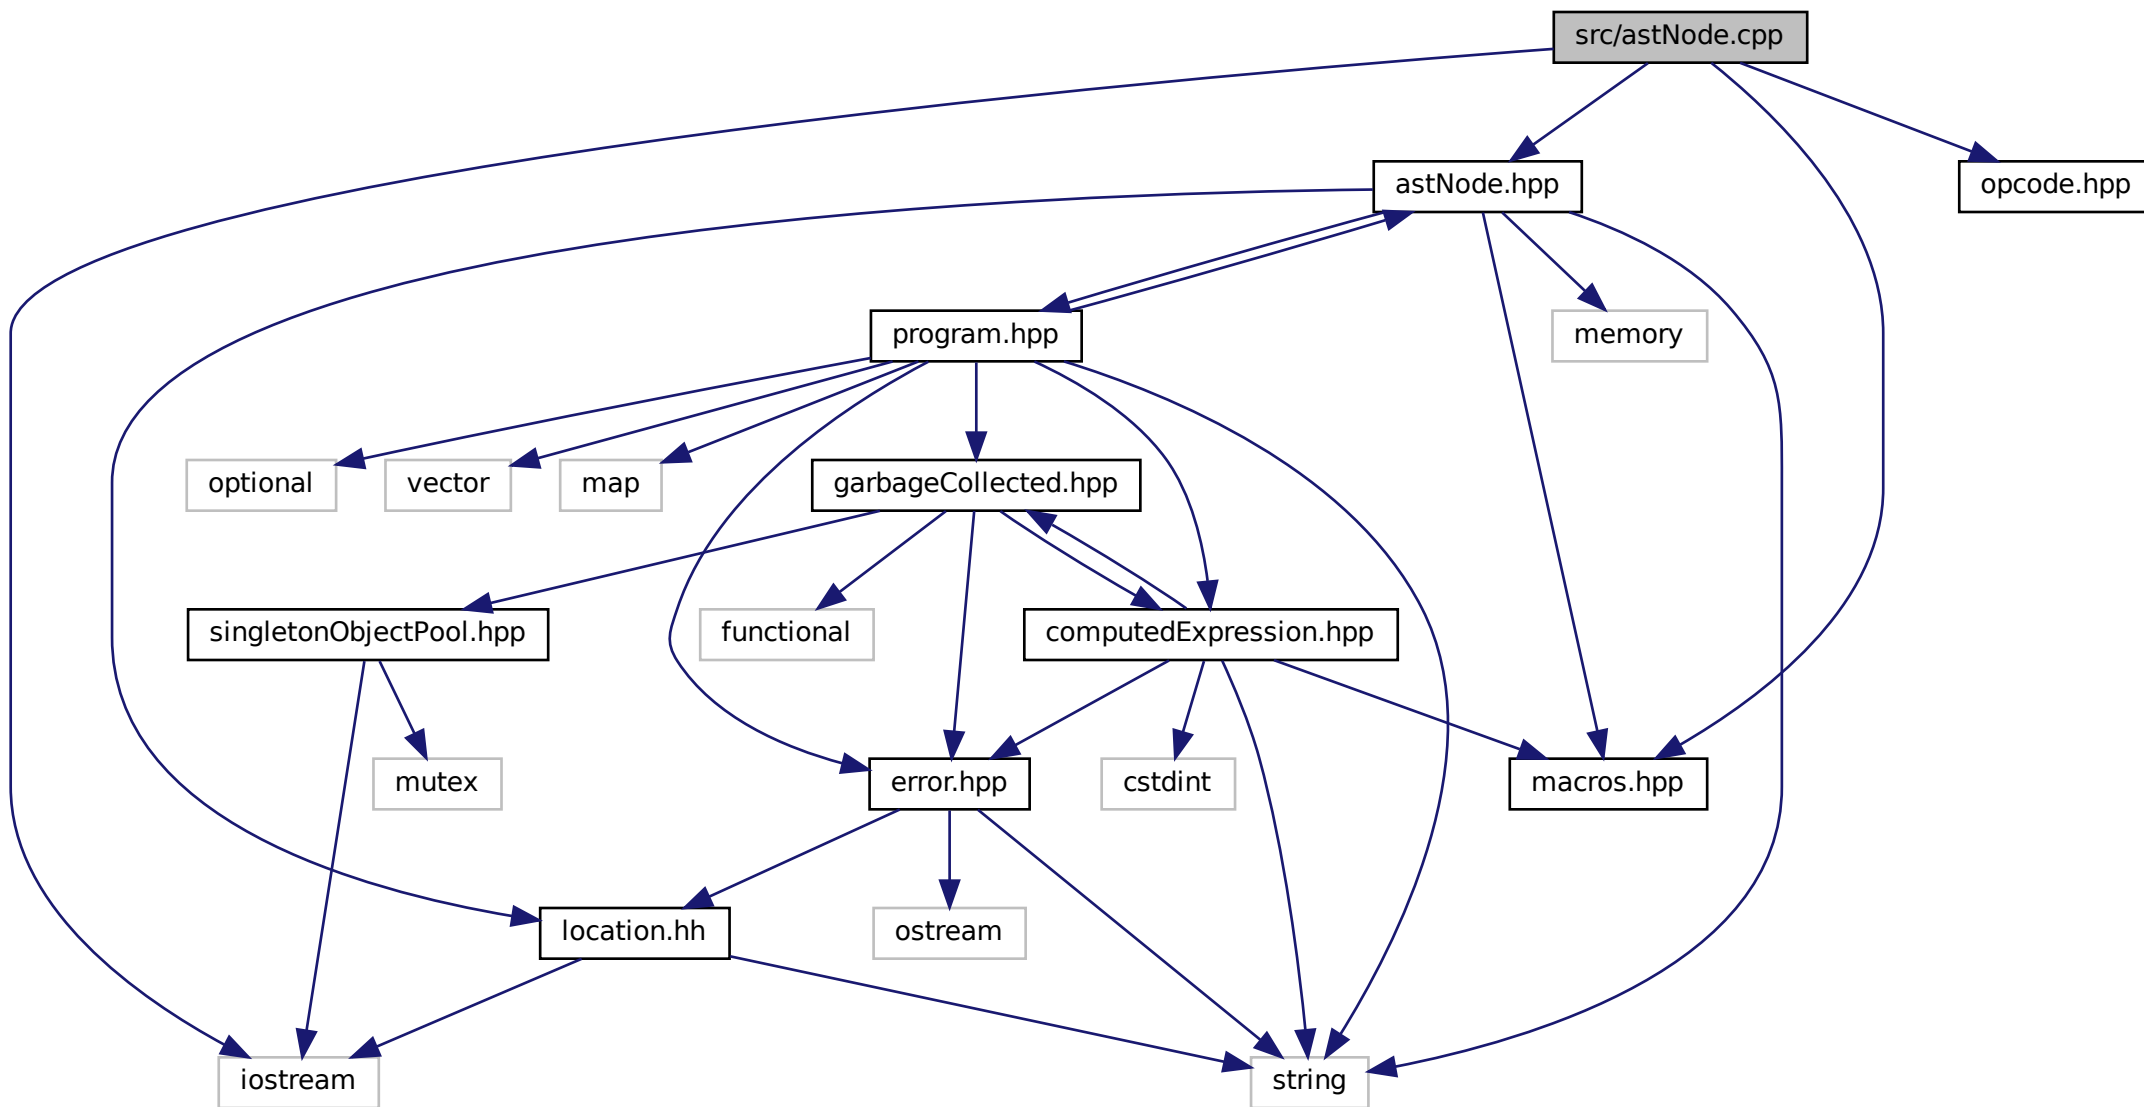 src/astNode.cpp
astNode.hpp
opcode.hpp
program.hpp
memory
optional
vector
map
garbageCollected.hpp
singletonObjectPool.hpp
functional
computedExpression.hpp
mutex
error.hpp
cstdint
macros.hpp
location.hh
ostream
iostream
string